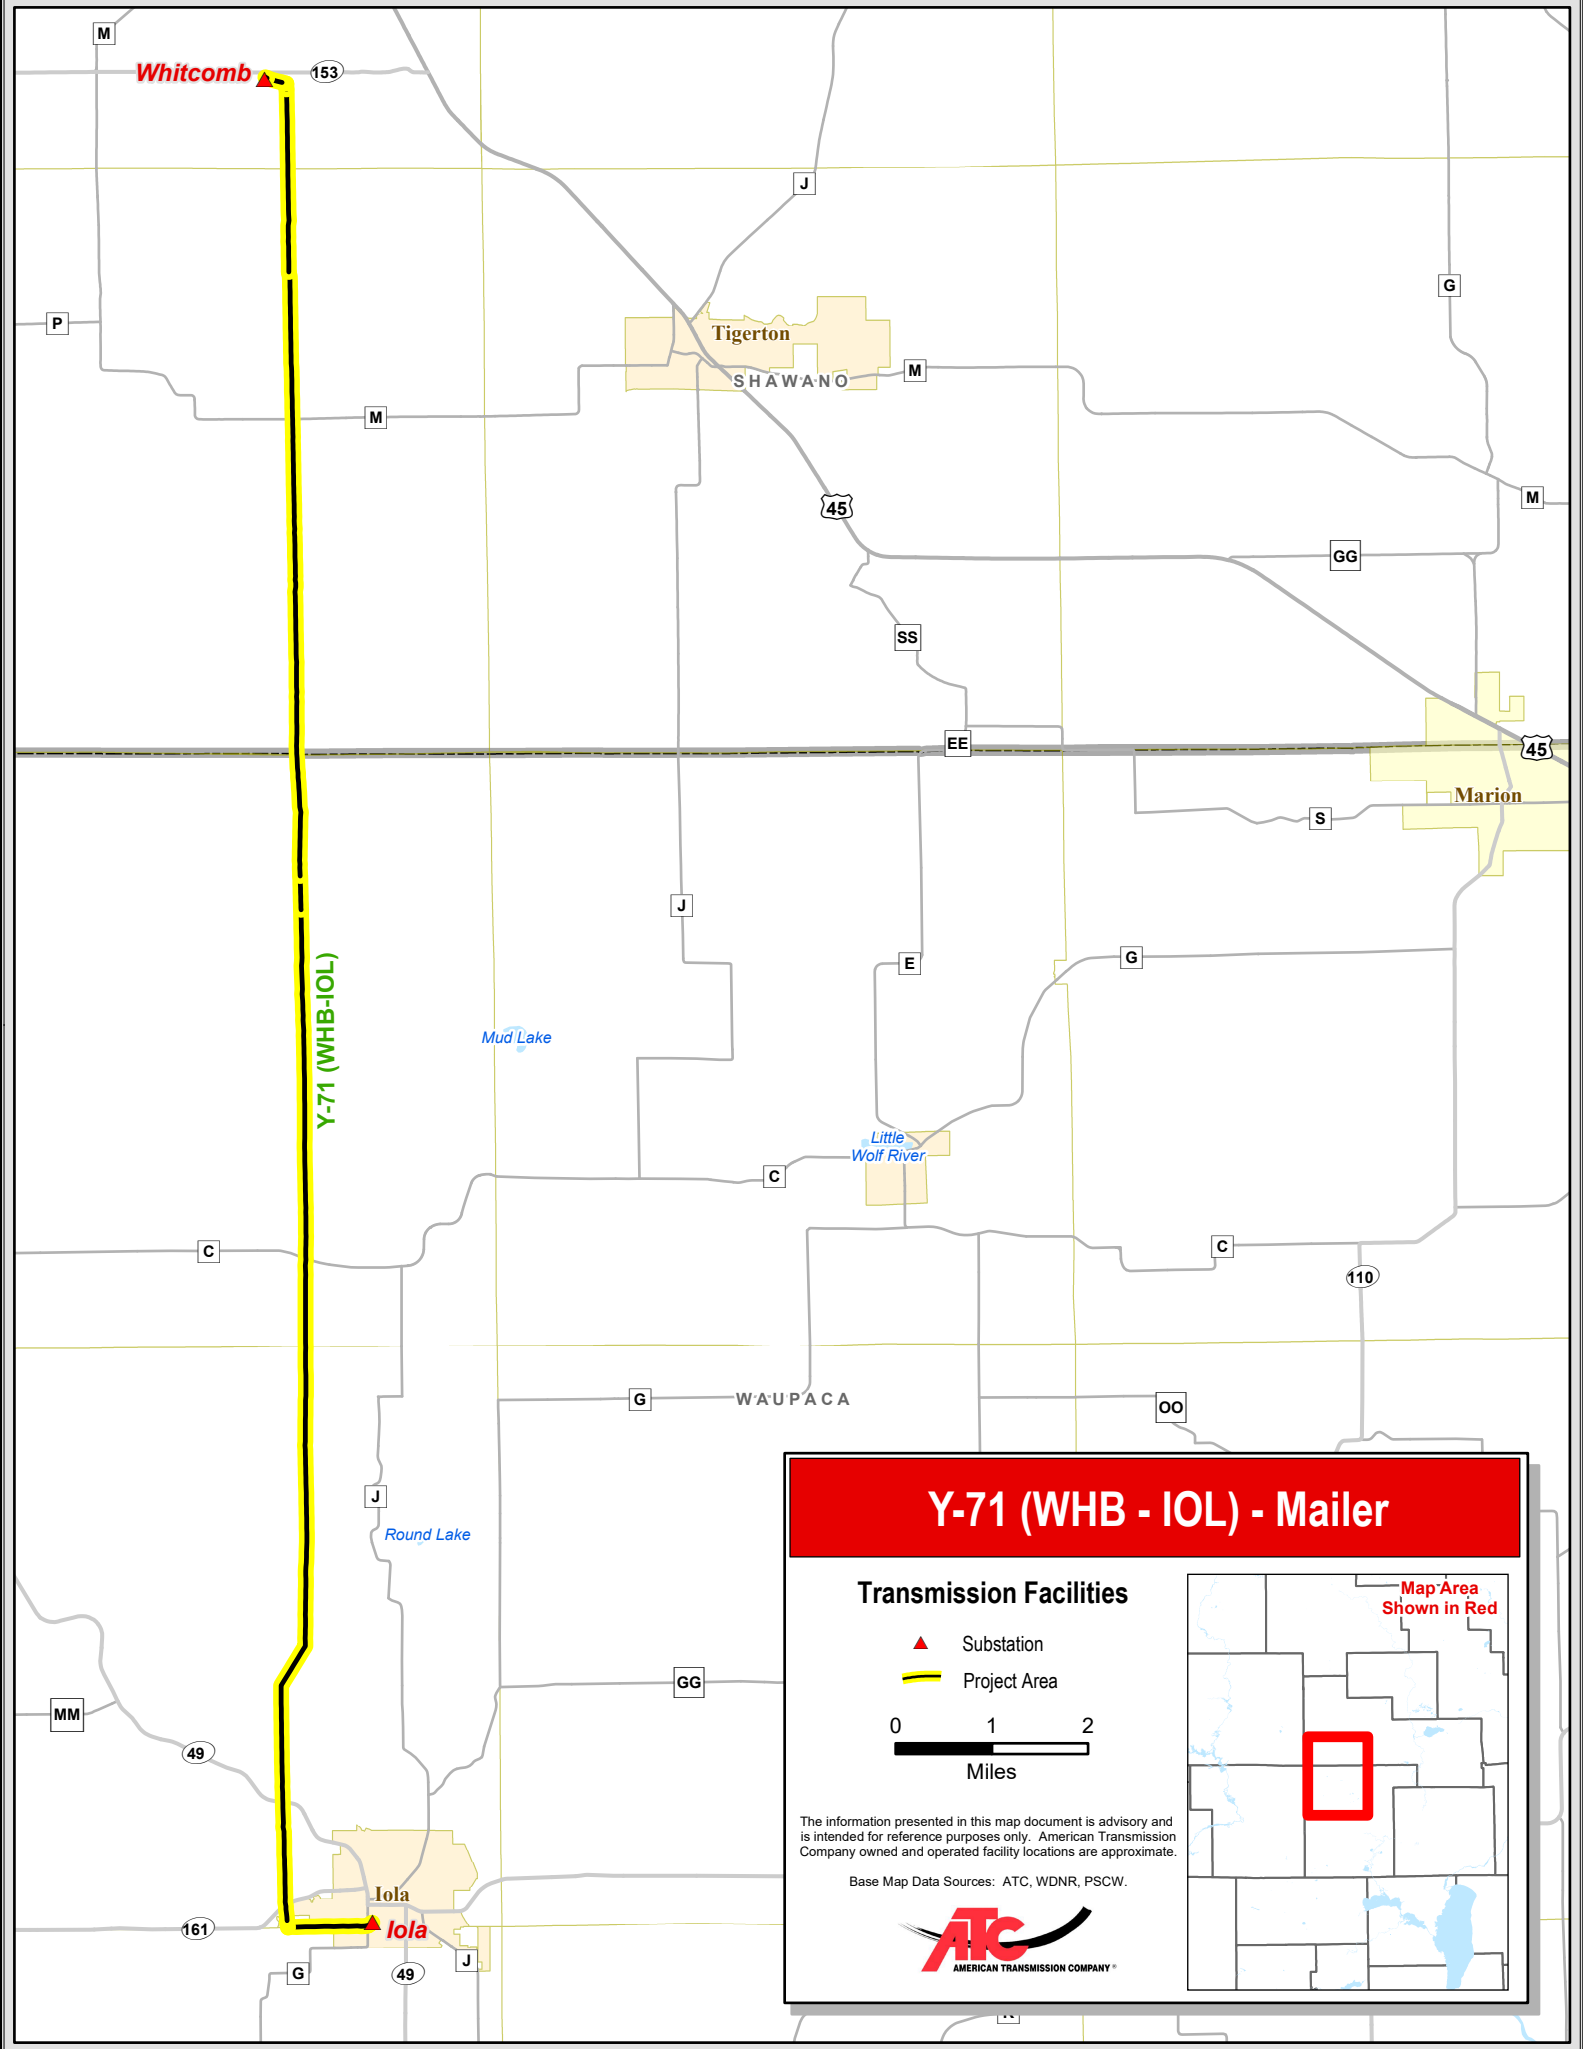 M
Whitcomb
153
J
G
P
Tigerton
SHAWANO
M
M
M
45
GG
SS
EE
45
Marion
S
J
E
G
Y-71 (WHB-IOL)
Mud Lake
Little
Wolf River
C
C
C
110
G
WAUPACA
OO
J
Round Lake
GG
MM
49
Iola
161
Iola
G
49
J
Y-71 (WHB - IOL) - Mailer
Transmission Facilities
Substation
Project Area
0 1 2
Miles
Map Area
Shown in Red
The information presented in this map document is advisory and
is intended for reference purposes only. American Transmission
Company owned and operated facility locations are approximate.
Base Map Data Sources: ATC, WDNR, PSCW.
ATC
AMERICAN TRANSMISSION COMPANY®